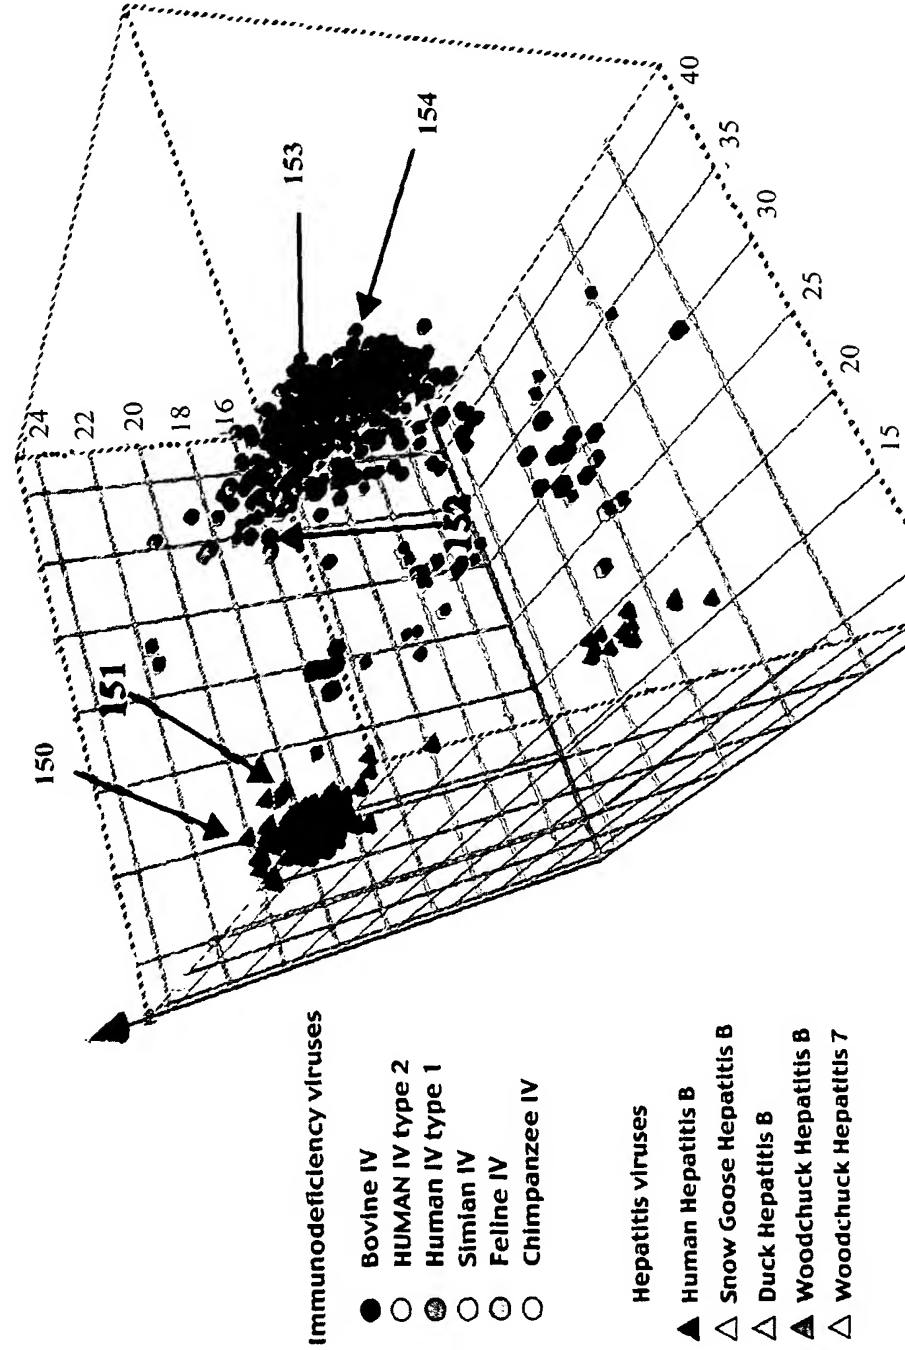 24
22
20
18
16
150
151
152
153
154
40
35
30
25
20
15
Immunodeficiency viruses
Bovine IV
HUMAN IV type 2
Human IV type 1
Simian IV
Feline IV
Chimpanzee IV
Hepatitis viruses
Human Hepatitis B
Snow Goose Hepatitis B
Duck Hepatitis B
Woodchuck Hepatitis B
Woodchuck Hepatitis 7